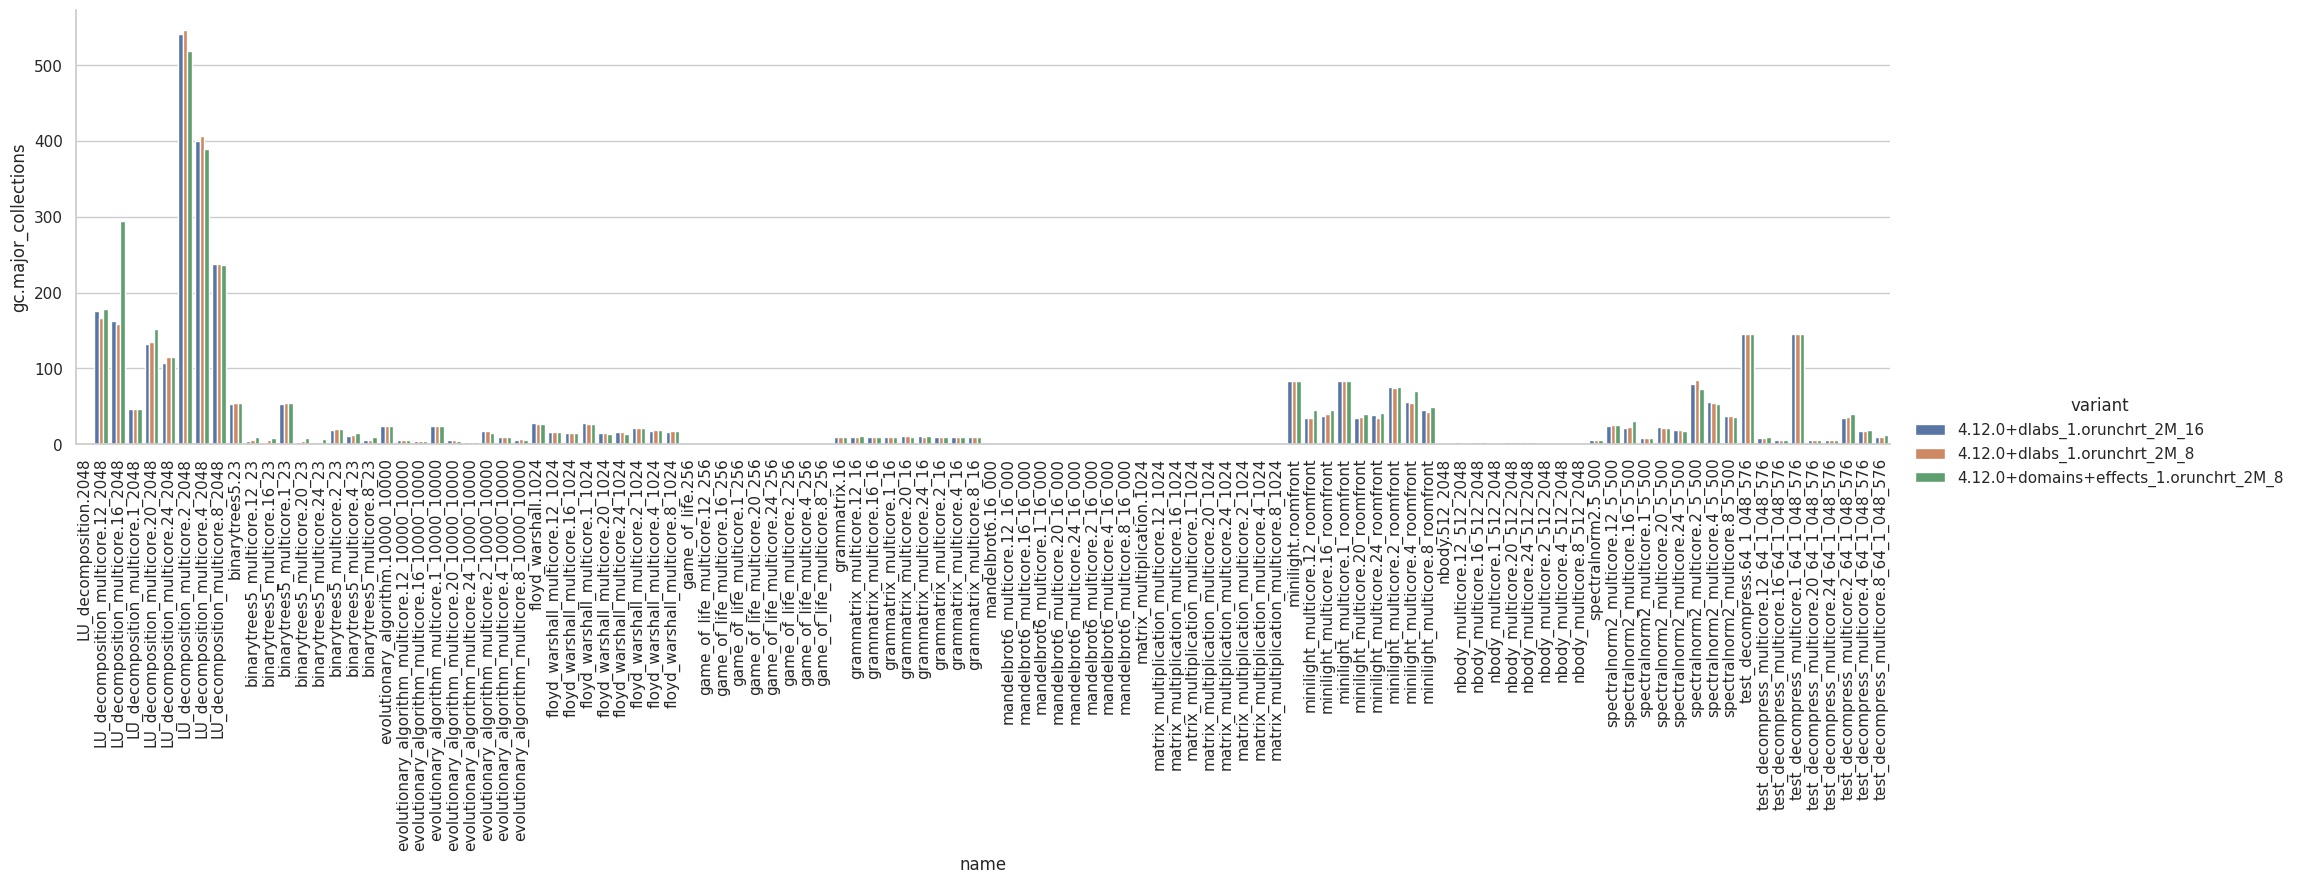 gc.major_collections
500
400
300
200
100
0
LU_decomposition.2048
LU_decomposition_multicore.12_2048
LU_decomposition_multicore.16_2048
LU_decomposition_multicore.1_2048
LU_decomposition_multicore.20_2048
LU_decomposition_multicore.24_2048
LU_decomposition_multicore.2_2048
LU_decomposition_multicore.4_2048
LU_decomposition_multicore.8_2048
binarytrees5.23
binarytrees5_multicore.12_23
binarytrees5_multicore.16_23
binarytrees5_multicore.1_23
binarytrees5_multicore.20_23
binarytrees5_multicore.24_23
binarytrees5_multicore.2_23
binarytrees5_multicore.4_23
binarytrees5_multicore.8_23
evolutionary_algorithm.10000_10000
evolutionary_algorithm_multicore.12_10000_10000
evolutionary_algorithm_multicore.16_10000_10000
evolutionary_algorithm_multicore.1_10000_10000
evolutionary_algorithm_multicore.20_10000_10000
evolutionary_algorithm_multicore.24_10000_10000
evolutionary_algorithm_multicore.2_10000_10000
evolutionary_algorithm_multicore.4_10000_10000
evolutionary_algorithm_multicore.8_10000_10000
floyd_warshall.1024
floyd_warshall_multicore.12_1024
floyd_warshall_multicore.16_1024
floyd_warshall_multicore.1_1024
floyd_warshall_multicore.20_1024
floyd_warshall_multicore.24_1024
floyd_warshall_multicore.2_1024
floyd_warshall_multicore.4_1024
floyd_warshall_multicore.8_1024
game_of_life.256
game_of_life_multicore.12_256
game_of_life_multicore.16_256
game_of_life_multicore.1_256
game_of_life_multicore.20_256
game_of_life_multicore.24_256
game_of_life_multicore.2_256
game_of_life_multicore.4_256
game_of_life_multicore.8_256
grammatrix.16
grammatrix_multicore.12_16
grammatrix_multicore.16_16
grammatrix_multicore.1_16
grammatrix_multicore.20_16
grammatrix_multicore.24_16
grammatrix_multicore.2_16
grammatrix_multicore.4_16
grammatrix_multicore.8_16
mandelbrot6.16_000
mandelbrot6_multicore.12_16_000
mandelbrot6_multicore.16_16_000
mandelbrot6_multicore.1_16_000
mandelbrot6_multicore.20_16_000
mandelbrot6_multicore.24_16_000
mandelbrot6_multicore.2_16_000
mandelbrot6_multicore.4_16_000
mandelbrot6_multicore.8_16_000
matrix_multiplication.1024
matrix_multiplication_multicore.12_1024
matrix_multiplication_multicore.16_1024
matrix_multiplication_multicore.1_1024
matrix_multiplication_multicore.20_1024
matrix_multiplication_multicore.24_1024
matrix_multiplication_multicore.2_1024
matrix_multiplication_multicore.4_1024
matrix_multiplication_multicore.8_1024
minilight.roomfront
minilight_multicore.12_roomfront
minilight_multicore.16_roomfront
minilight_multicore.1_roomfront
minilight_multicore.20_roomfront
minilight_multicore.24_roomfront
minilight_multicore.2_roomfront
minilight_multicore.4_roomfront
minilight_multicore.8_roomfront
nbody.512_2048
nbody_multicore.12_512_2048
nbody_multicore.16_512_2048
nbody_multicore.1_512_2048
nbody_multicore.20_512_2048
nbody_multicore.24_512_2048
nbody_multicore.2_512_2048
nbody_multicore.4_512_2048
nbody_multicore.8_512_2048
spectralnorm2.5_500
spectralnorm2_multicore.12_5_500
spectralnorm2_multicore.16_5_500
spectralnorm2_multicore.1_5_500
spectralnorm2_multicore.20_5_500
spectralnorm2_multicore.24_5_500
spectralnorm2_multicore.2_5_500
spectralnorm2_multicore.4_5_500
spectralnorm2_multicore.8_5_500
test_decompress.64_1_048_576
test_decompress_multicore.12_64_1_048_576
test_decompress_multicore.16_64_1_048_576
test_decompress_multicore.1_64_1_048_576
test_decompress_multicore.20_64_1_048_576
test_decompress_multicore.24_64_1_048_576
test_decompress_multicore.2_64_1_048_576
test_decompress_multicore.4_64_1_048_576
test_decompress_multicore.8_64_1_048_576
name
variant
4.12.0+dlabs_1.orunchrt_2M_16
4.12.0+dlabs_1.orunchrt_2M_8
4.12.0+domains+effects_1.orunchrt_2M_8